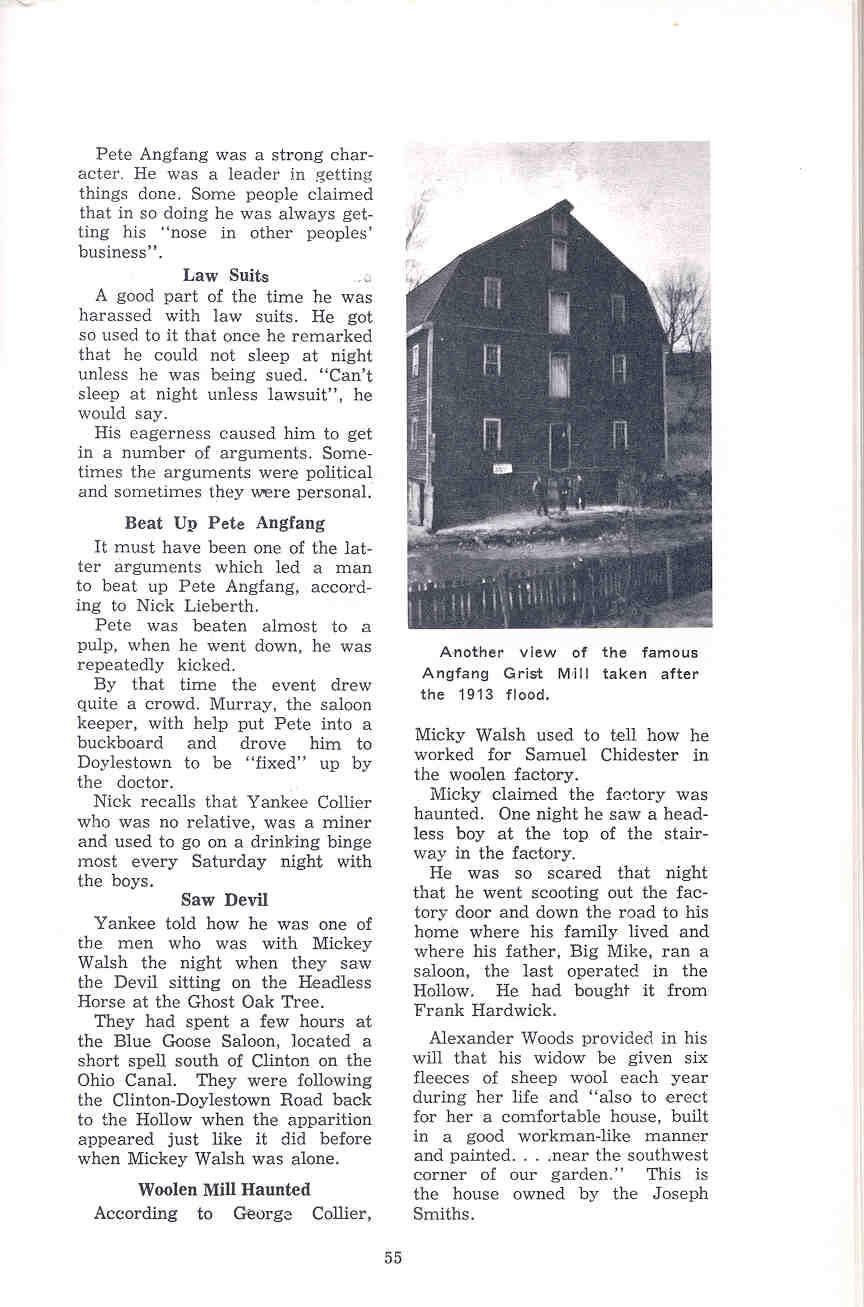 Pete Angfang was a strong char-
acter. He was a leader in getting
things done. Some people claimed
that in so doing he was always get-
ting his "nose in other peoples'
business".
Law Suits
A good part of the time he was
harassed with law suits. He got
so used to it that once he remarked
that he could not sleep at night
unless he was being sued. "Can't
sleep at night unless lawsuit", he
would say.
His eagerness caused him to get
in a number of arguments. Some-
times the arguments were political
and sometimes they were personal.
Beat Up Pete Angfang
It must have been one of the lat-
ter arguments which led a man
to beat up Pete Angfang, accord-
ing to Nick Lieberth.
Pete was beaten almost to a
pulp, when he went down, he was
repeatedly kicked.
By that time the event drew
quite a crowd. Murray, the saloon
keeper, with help put Pete into a
buckboard and drove him to
Doylestown to be "fixed" up by
the doctor.
Nick recalls that Yankee Collier
who was no relative, was a miner
and used to go on a drinking binge
most every Saturday night with
the boys.
Saw Devil
Yankee told how he was one of
the men who was with Mickey
Walsh the night when they saw
the Devil sitting on the Headless
Horse at the Ghost Oak Tree.
They had spent a few hours at
the Blue Goose Saloon, located a
short spell south of Clinton on the
Ohio Canal. They were following
the Clinton-Doylestown Road back
to the Hollow when the apparition
appeared just like it did before
when Mickey Walsh was alone.
Woolen Mill Haunted
According to George Collier,
Another view of the famous
Angfang Grist Mill taken after
the 1913 flood.
Micky Walsh used to tell how he
worked for Samuel Chidester in
the woolen factory.
Micky claimed the factory was
haunted. One night he saw a head-
less boy at the top of the stair-
way in the factory.
He was so scared that night
that he went scooting out the fac-
tory door and down the road to his
home where his family lived and
where his father, Big Mike, ran a
saloon, the last operated in the
Hollow. He had bought it from
Frank Hardwick.
Alexander Woods provided in his
will that his widow be given six
fleeces of sheep wool each year
during her life and "also to erect
for her a comfortable house, built
in a good workman-like manner
and painted. . . .near the southwest
corner of our garden." This is
the house owned by the Joseph
Smiths.
55